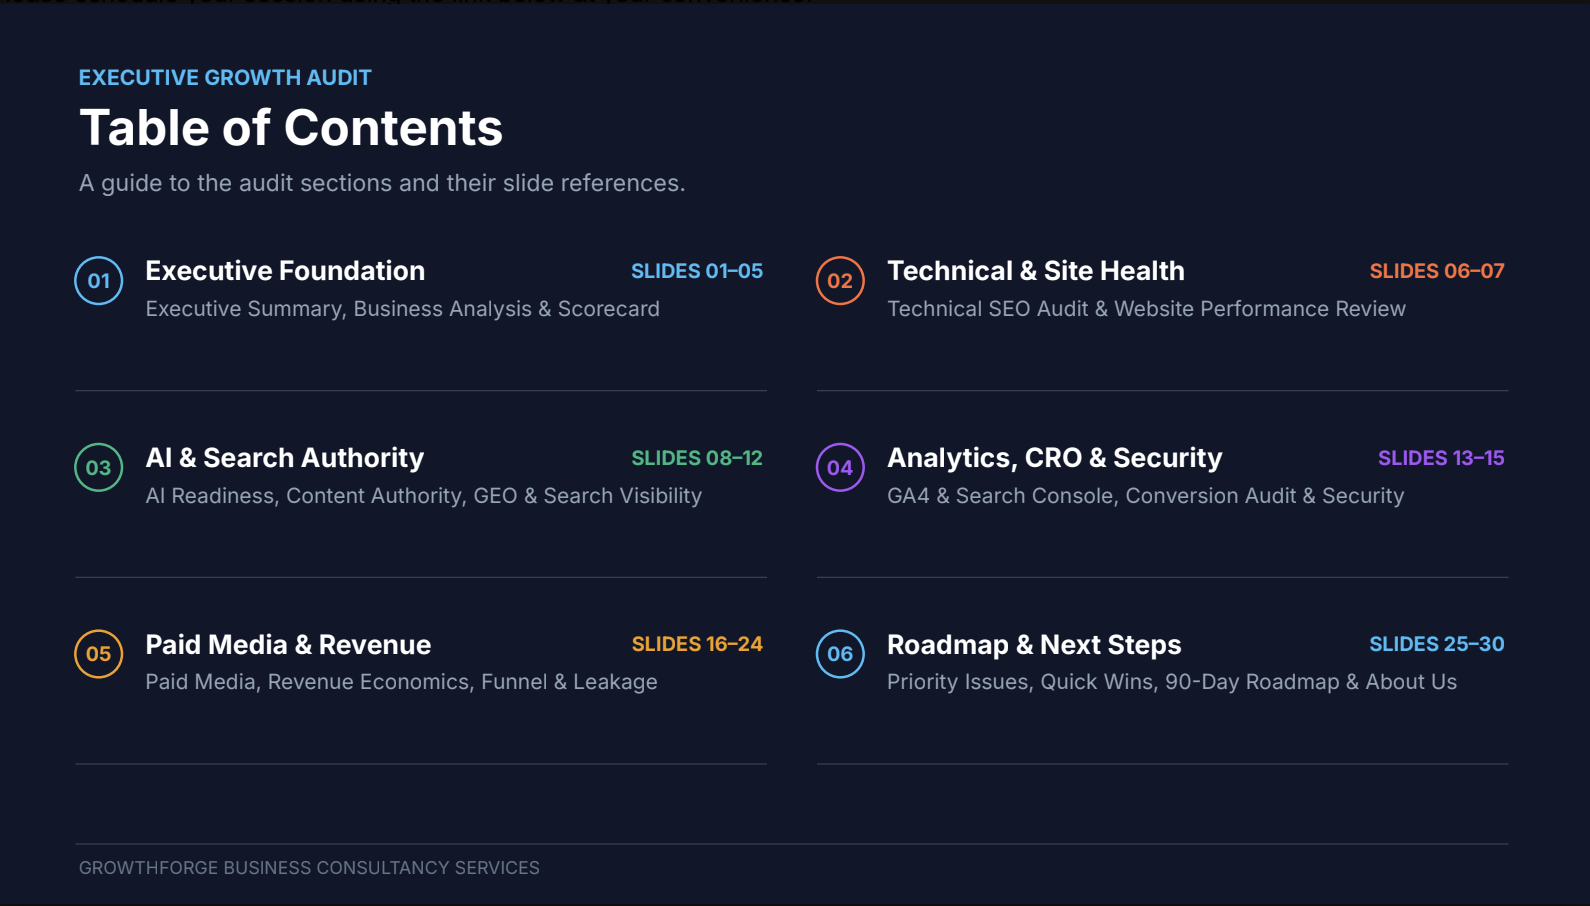 EXECUTIVE GROWTH AUDIT
Table of Contents
A guide to the audit sections and their slide references.
01
Executive Foundation
SLIDES 01–05
Executive Summary, Business Analysis & Scorecard
02
Technical & Site Health
SLIDES 06–07
Technical SEO Audit & Website Performance Review
03
AI & Search Authority
SLIDES 08–12
AI Readiness, Content Authority, GEO & Search Visibility
04
Analytics, CRO & Security
SLIDES 13–15
GA4 & Search Console, Conversion Audit & Security
05
Paid Media & Revenue
SLIDES 16–24
Paid Media, Revenue Economics, Funnel & Leakage
06
Roadmap & Next Steps
SLIDES 25–30
Priority Issues, Quick Wins, 90-Day Roadmap & About Us
GROWTHFORGE BUSINESS CONSULTANCY SERVICES